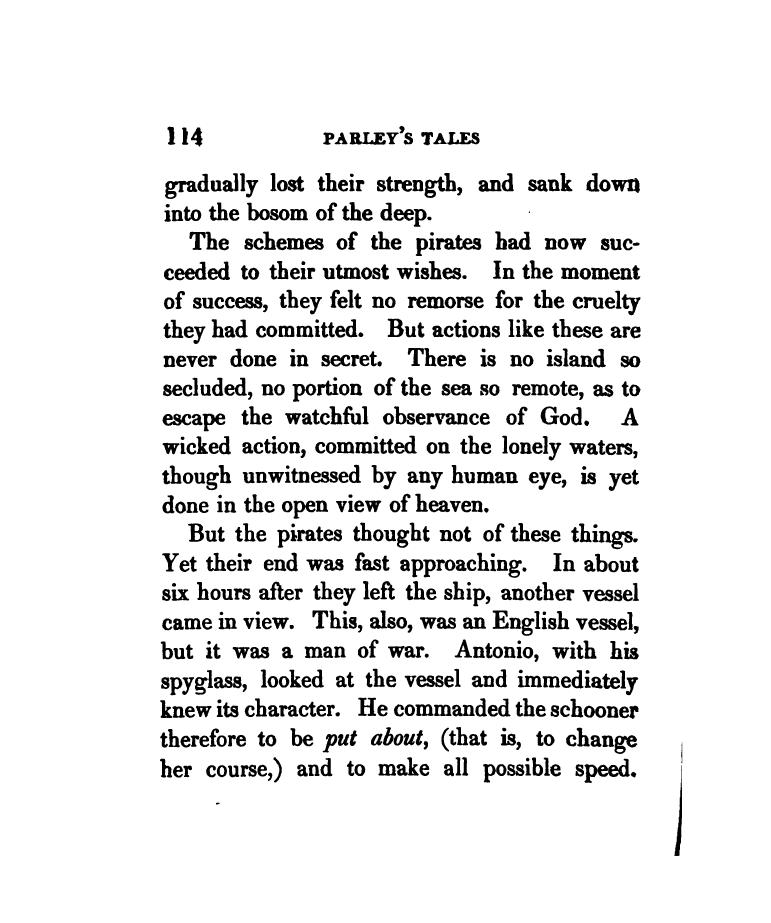 114 PARLEY'S TALES
gradually lost their strength, and sank down
into the bosom of the deep.
The schemes of the pirates had now suc-
ceeded to their utmost wishes. In the moment
of success, they felt no remorse for the cruelty
they had committed. But actions like these are
never done in secret. There is no island so
secluded, no portion of the sea so remote, as to
escape the watchful observance of God. A
wicked action, committed on the lonely waters,
though unwitnessed by any human eye, is yet
done in the open view of heaven.
But the pirates thought not of these things.
Yet their end was fast approaching. In about
six hours after they left the ship, another vessel
came in view. This, also, was an English vessel,
but it was a man of war. Antonio, with his
spyglass, looked at the vessel and immediately
knew its character. He commanded the schooner
therefore to be put about, (that is, to change
her course,) and to make all possible speed.